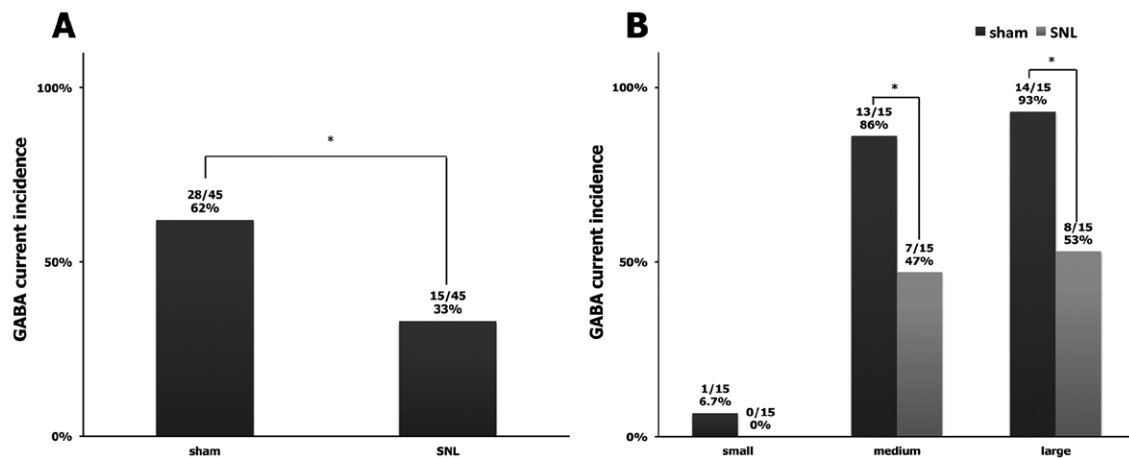 A
GABA current incidence
100%
50%
0%
*
28/45
62%
15/45
33%
sham
SNL
B
sham SNL
GABA current incidence
100%
50%
0%
*
*
1/15
6.7%
0/15
0%
13/15
86%
7/15
47%
14/15
93%
8/15
53%
small
medium
large